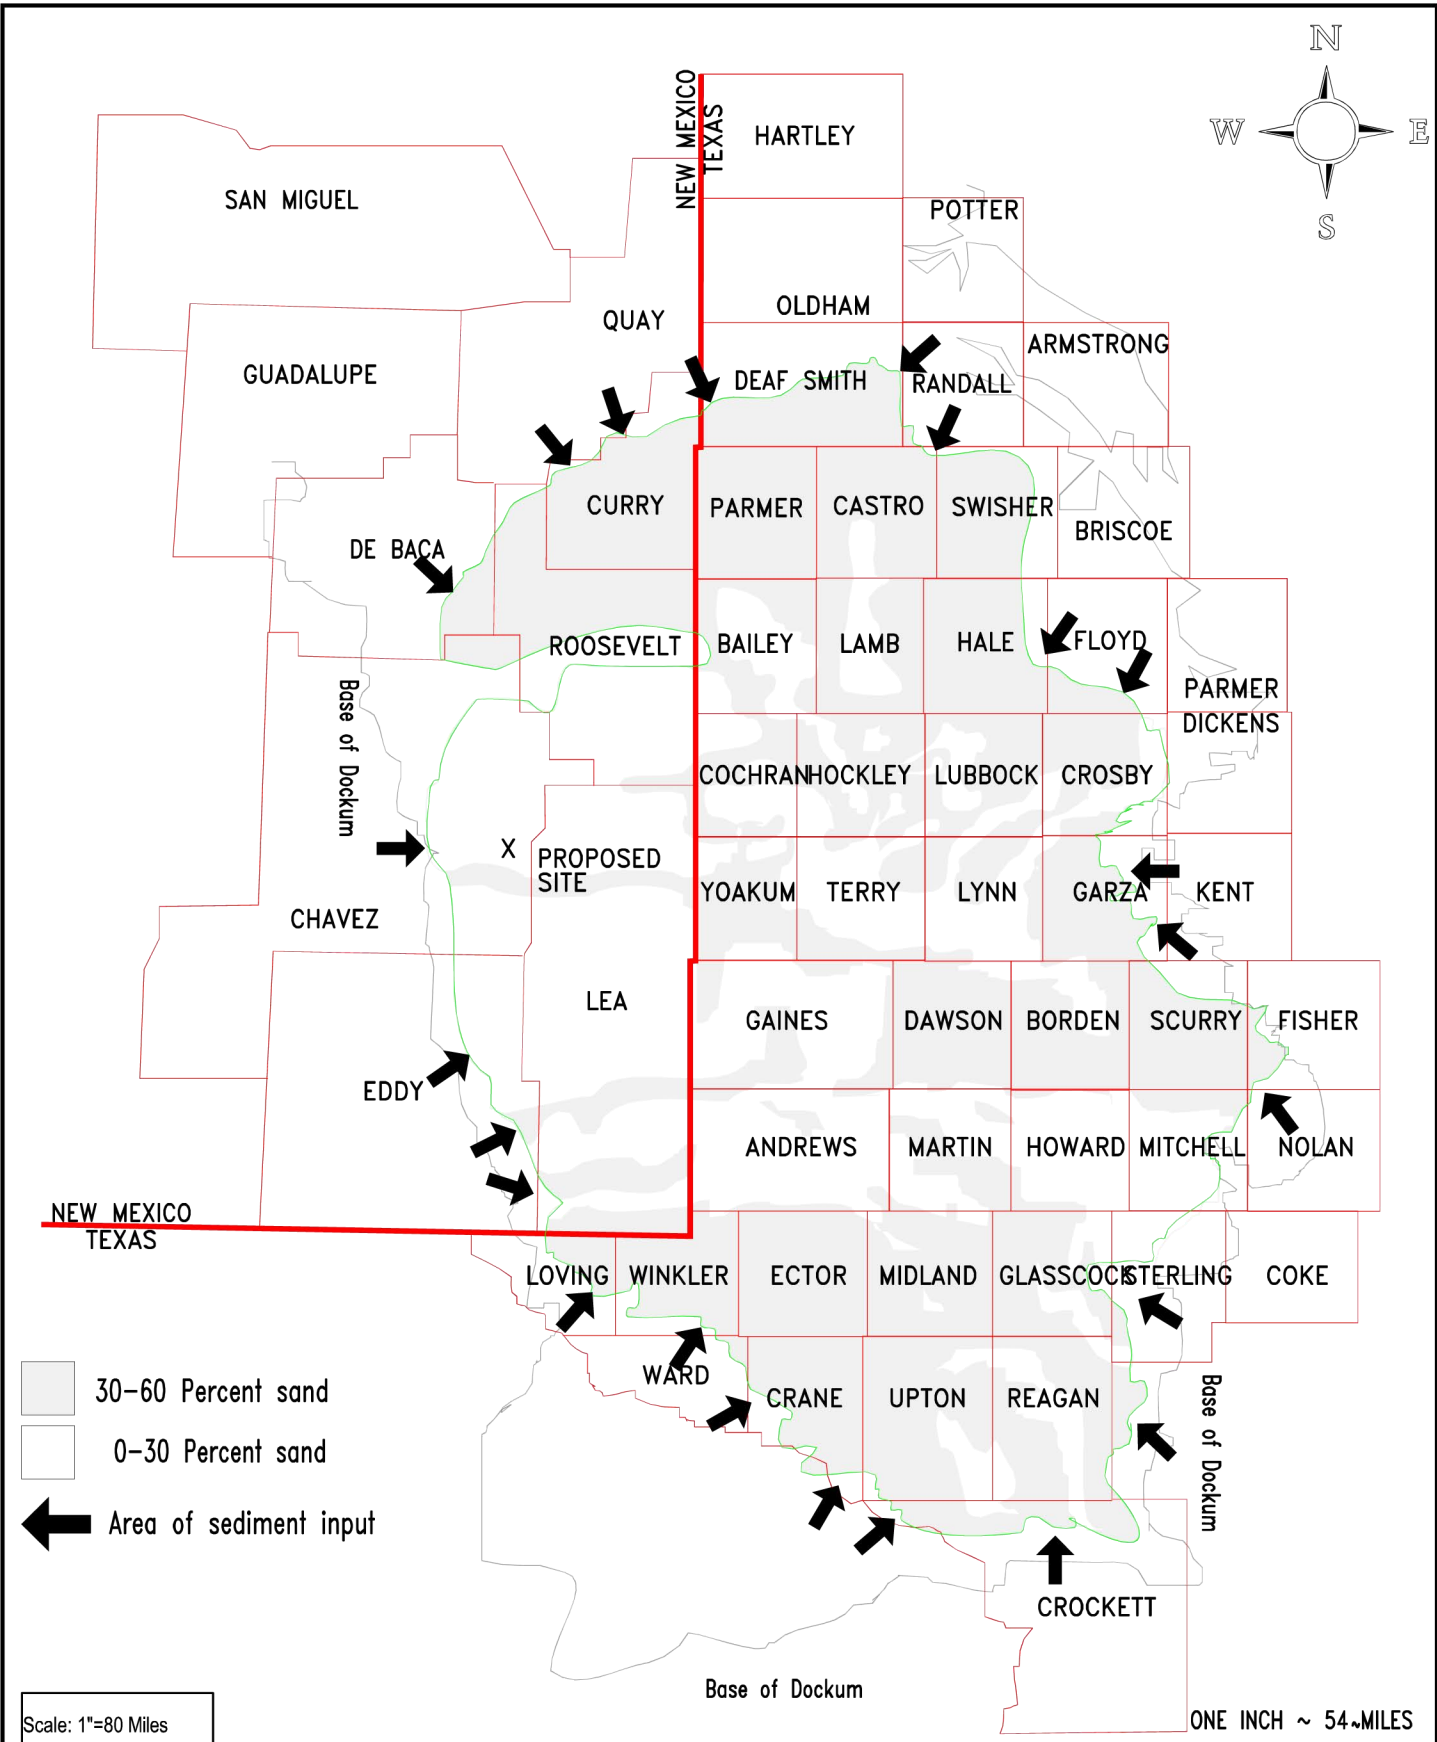 N
W
E
S
NEW MEXICO
TEXAS
HARTLEY
SAN MIGUEL
POTTER
QUAY
OLDHAM
ARMSTRONG
GUADALUPE
DEAF SMITH
RANDALL
CURRY
PARMER
CASTRO
SWISHER
BRISCOE
DE BACA
ROOSEVELT
BAILEY
LAMB
HALE
FLOYD
PARMER
DICKENS
Base of Dockum
COCHRAN
HOCKLEY
LUBBOCK
CROSBY
X
PROPOSED
SITE
YOAKUM
TERRY
LYNN
GARZA
KENT
CHAVEZ
LEA
GAINES
DAWSON
BORDEN
SCURRY
FISHER
EDDY
ANDREWS
MARTIN
HOWARD
MITCHELL
NOLAN
NEW MEXICO
TEXAS
LOVING
WINKLER
ECTOR
MIDLAND
GLASSCOCK
STERLING
COKE
WARD
CRANE
UPTON
REAGAN
Base of Dockum
30-60 Percent sand
0-30 Percent sand
Area of sediment input
CROCKETT
Base of Dockum
Scale: 1"=80 Miles
ONE INCH ~ 54~MILES